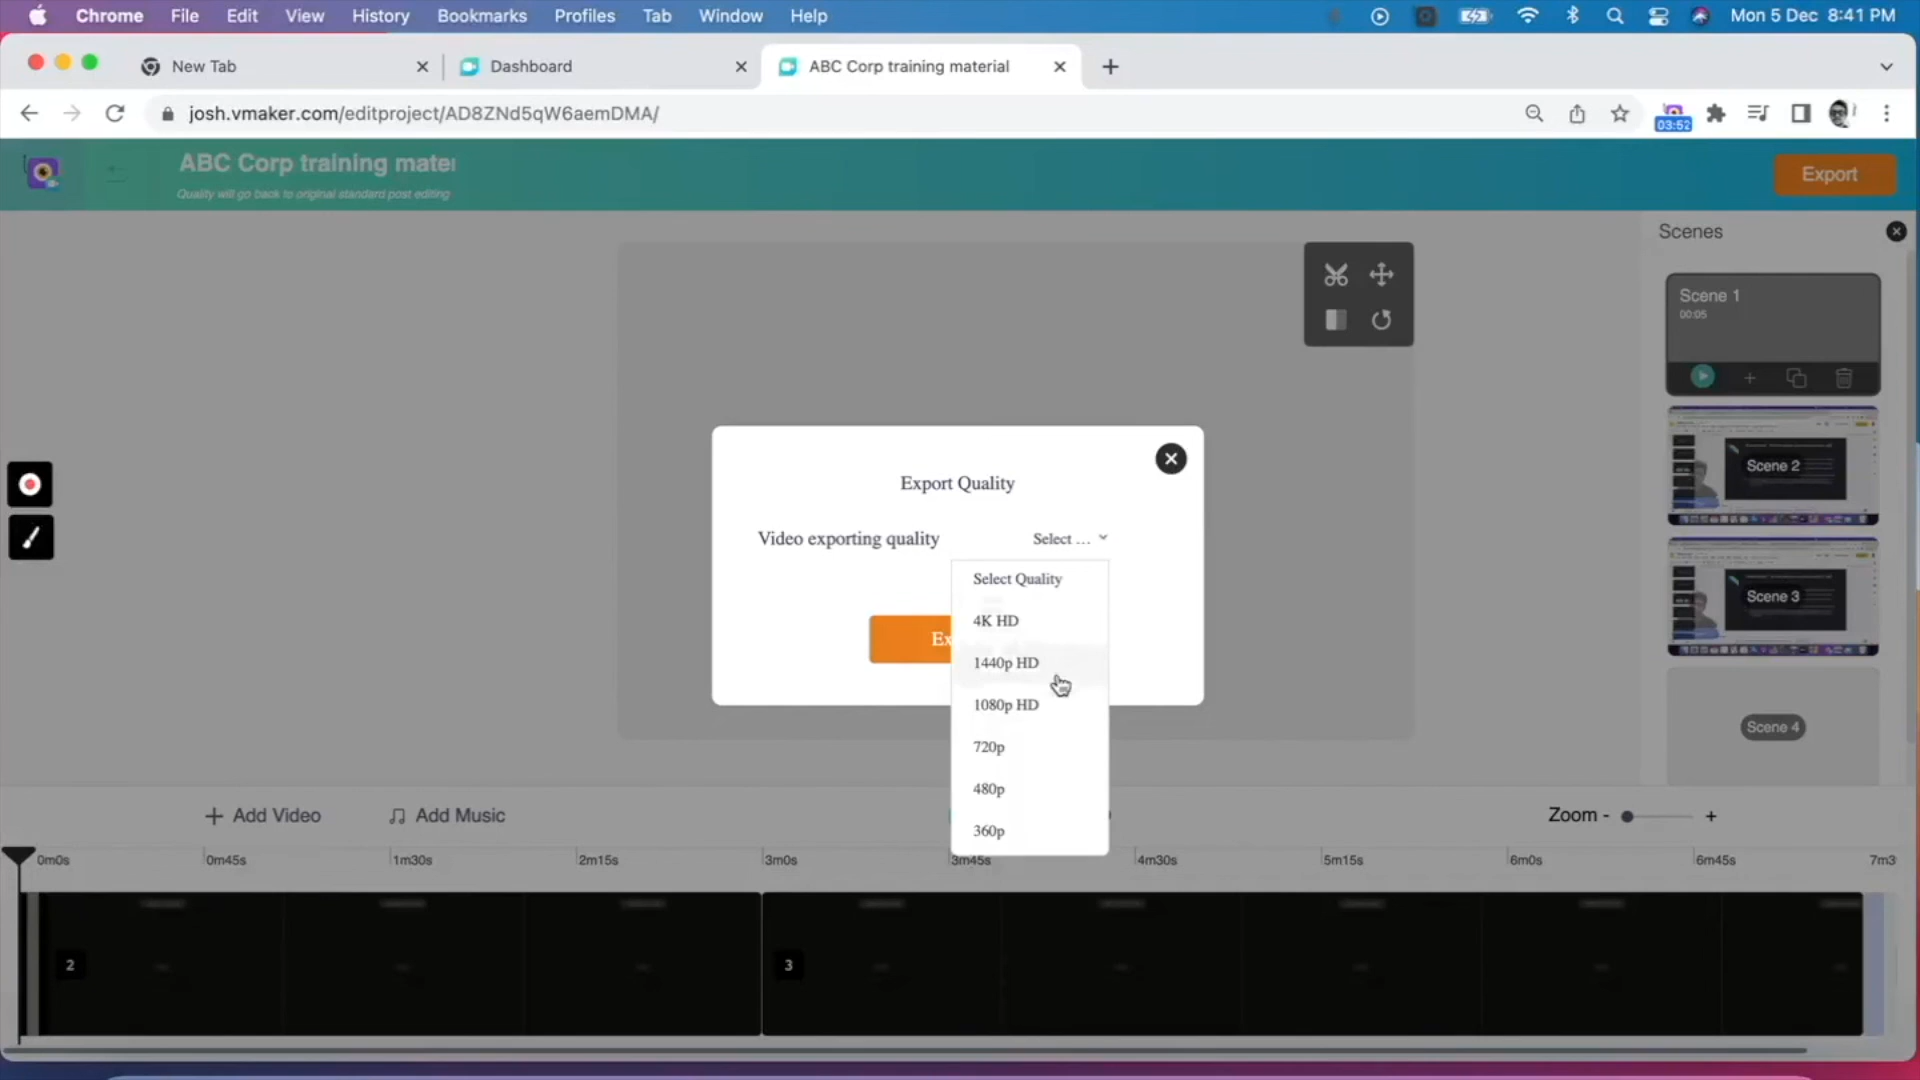 Chrome File Edit View History Bookmarks Profiles Tab Window Help Mon 5 Dec 8:41 PM
New Tab Dashboard ABC Corp training material
josh.vmaker.com/editproject/AD8ZNd5qW6aemDMA/
03:52
ABC Corp training mate
Quality will go back to original standard post editing
Export
Scenes
Scene 1
00:05
Scene 2
Scene 3
Scene 4
Export Quality
Video exporting quality Select ...
Select Quality
4K HD
1440p HD
1080p HD
720p
480p
360p
Ex
+ Add Video Add Music Zoom - +
0m0s 0m45s 1m30s 2m15s 3m0s 3m45s 4m30s 5m15s 6m0s 6m45s 7m3
2 3